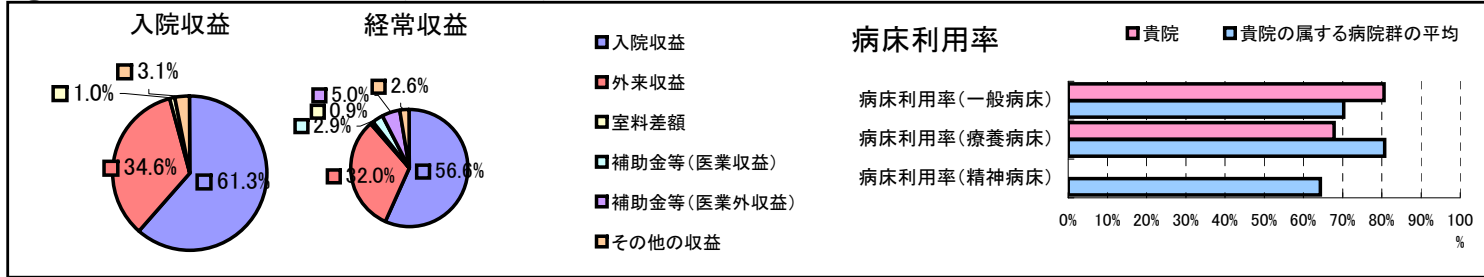 入院収益
3.1%
1.0%
34.6%
61.3%
経常収益
2.6%
5.0%
0.9%
2.9%
32.0%
56.6%
入院収益
外来収益
室料差額
補助金等(医業収益)
補助金等(医業外収益)
その他の収益
病床利用率
貴院
貴院の属する病院群の平均
病床利用率(一般病床)
病床利用率(療養病床)
病床利用率(精神病床)
0% 10% 20% 30% 40% 50% 60% 70% 80% 90% 100
%